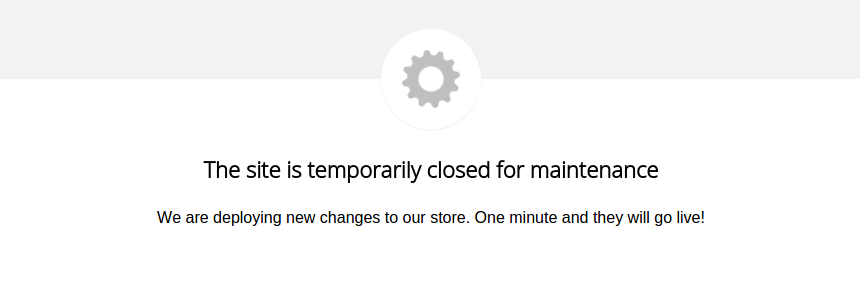 The site is temporarily closed for maintenance
We are deploying new changes to our store. One minute and they will go live!